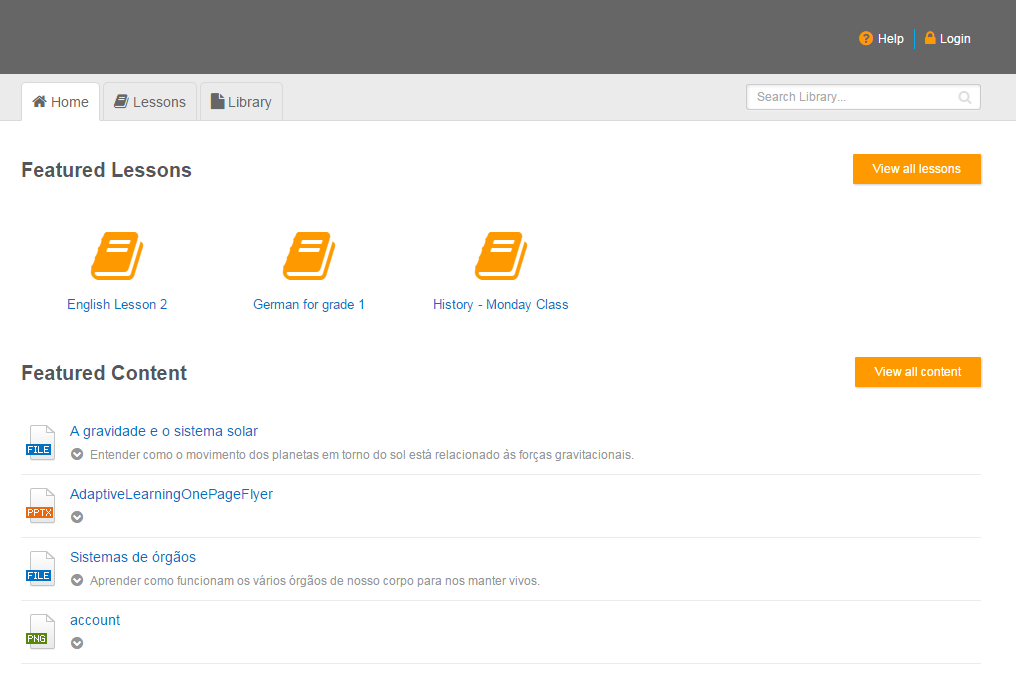 Help Login
Home Lessons Library Search Library...
Featured Lessons View all lessons
English Lesson 2 German for grade 1 History - Monday Class
Featured Content View all content
A gravidade e o sistema solar
FILE Entender como o movimento dos planetas em torno do sol está relacionado às forças gravitacionais.
AdaptiveLearningOnePageFlyer
PPTX
Sistemas de órgãos
FILE Aprender como funcionam os vários órgãos de nosso corpo para nos manter vivos.
account
PNG